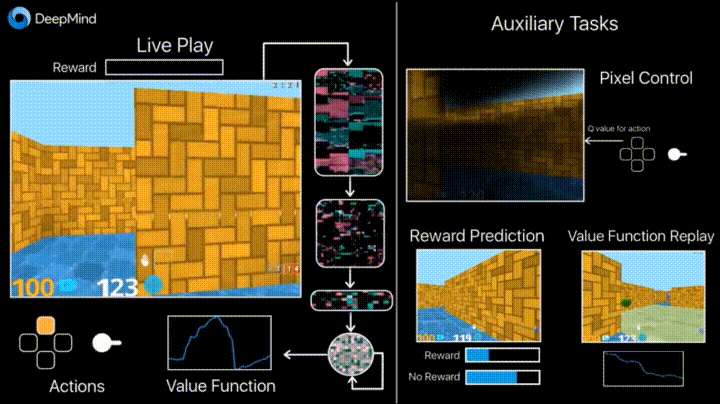 DeepMind
Live Play
Reward
100
123
Actions
Value Function
Auxiliary Tasks
Pixel Control
Q value for action
Reward Prediction
Value Function Replay
119
123
Reward
No Reward